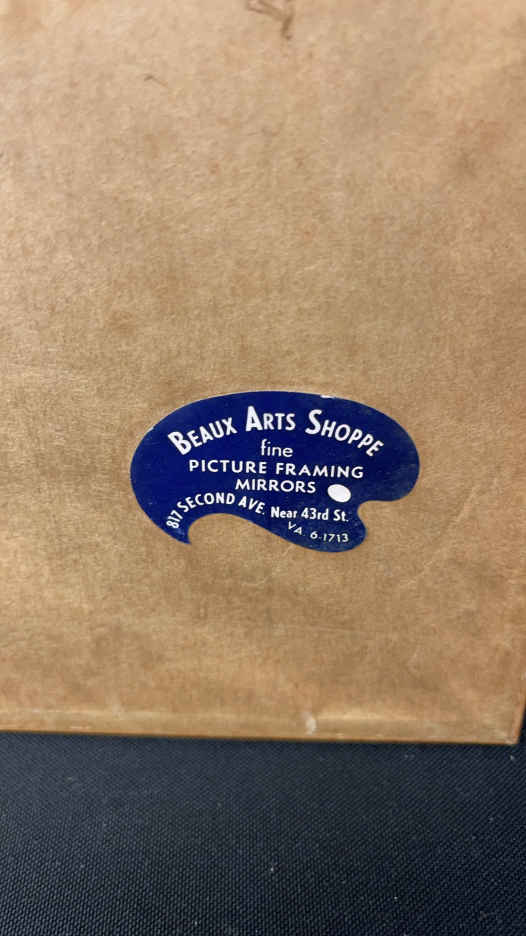 BEAUX ARTS SHOPPE
fine
PICTURE FRAMING
MIRRORS
817 SECOND AVE. Near 43rd St.
VA. 6-1713